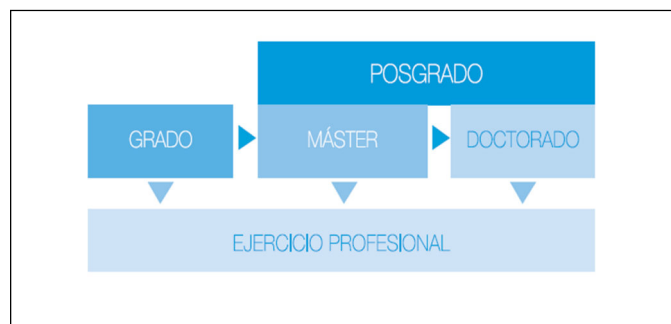 POSGRADO
GRADO
MÁSTER
DOCTORADO
EJERCICIO PROFESIONAL